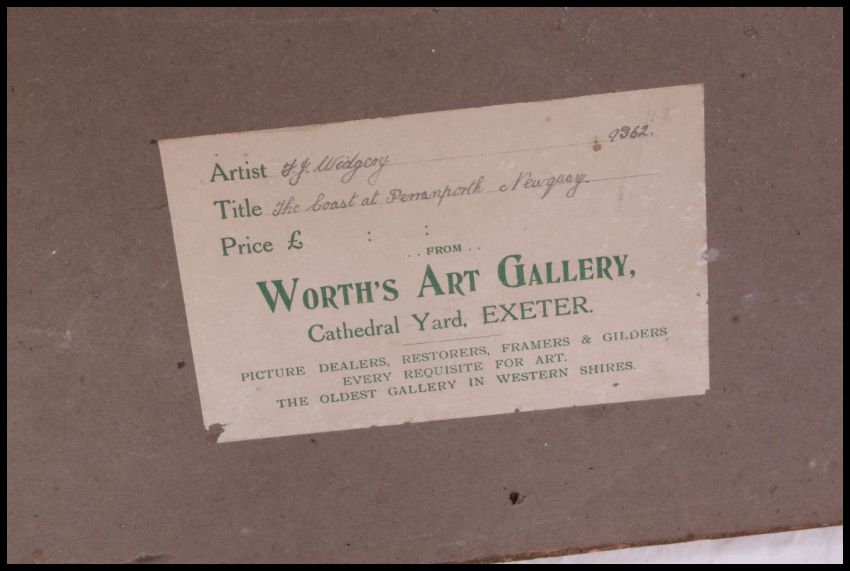 9362.
Artist F. J. Widgery
Title The Coast at Perranporth Newquay.
Price £ : :
. . FROM . .
WORTH'S ART GALLERY,
Cathedral Yard, EXETER.
PICTURE DEALERS, RESTORERS, FRAMERS & GILDERS
EVERY REQUISITE FOR ART.
THE OLDEST GALLERY IN WESTERN SHIRES.